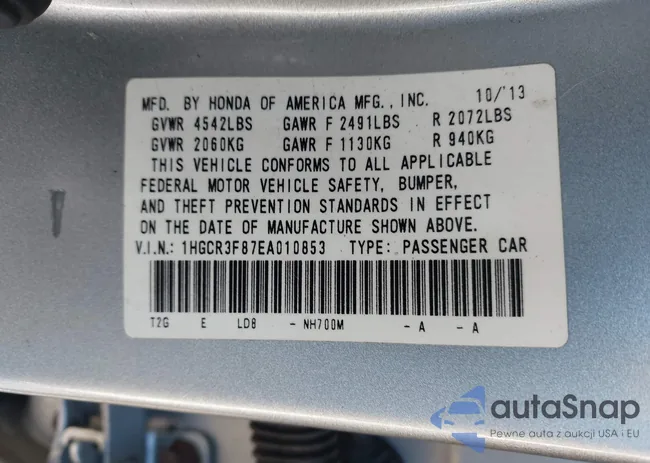 MFD. BY HONDA OF AMERICA MFG., INC. 10/'13
GVWR 4542LBS GAWR F 2491LBS R 2072LBS
GVWR 2060KG GAWR F 1130KG R 940KG
THIS VEHICLE CONFORMS TO ALL APPLICABLE
FEDERAL MOTOR VEHICLE SAFETY, BUMPER,
AND THEFT PREVENTION STANDARDS IN EFFECT
ON THE DATE OF MANUFACTURE SHOWN ABOVE.
V.I.N.: 1HGCR3F87EA010853 TYPE: PASSENGER CAR
T2G E LD8 - NH700M - A - A
autaSnap
Pewne auta z aukcji USA i EU